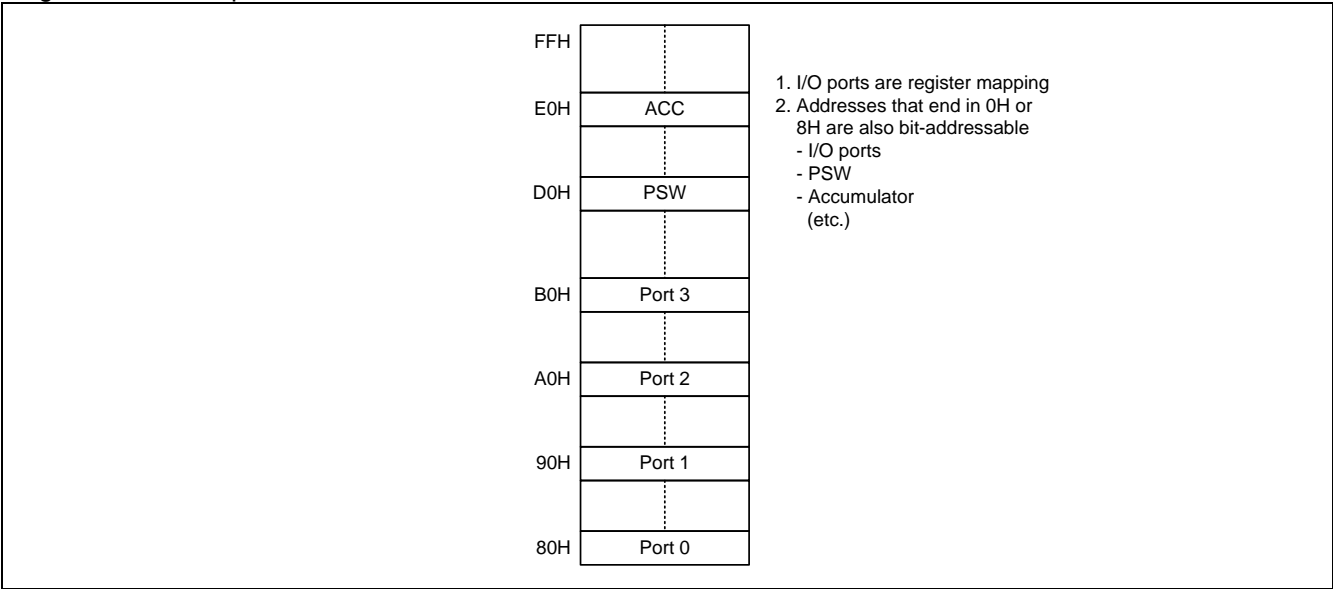 FFH
E0H ACC
D0H PSW
B0H Port 3
A0H Port 2
90H Port 1
80H Port 0
1. I/O ports are register mapping
2. Addresses that end in 0H or
8H are also bit-addressable
- I/O ports
- PSW
- Accumulator
(etc.)